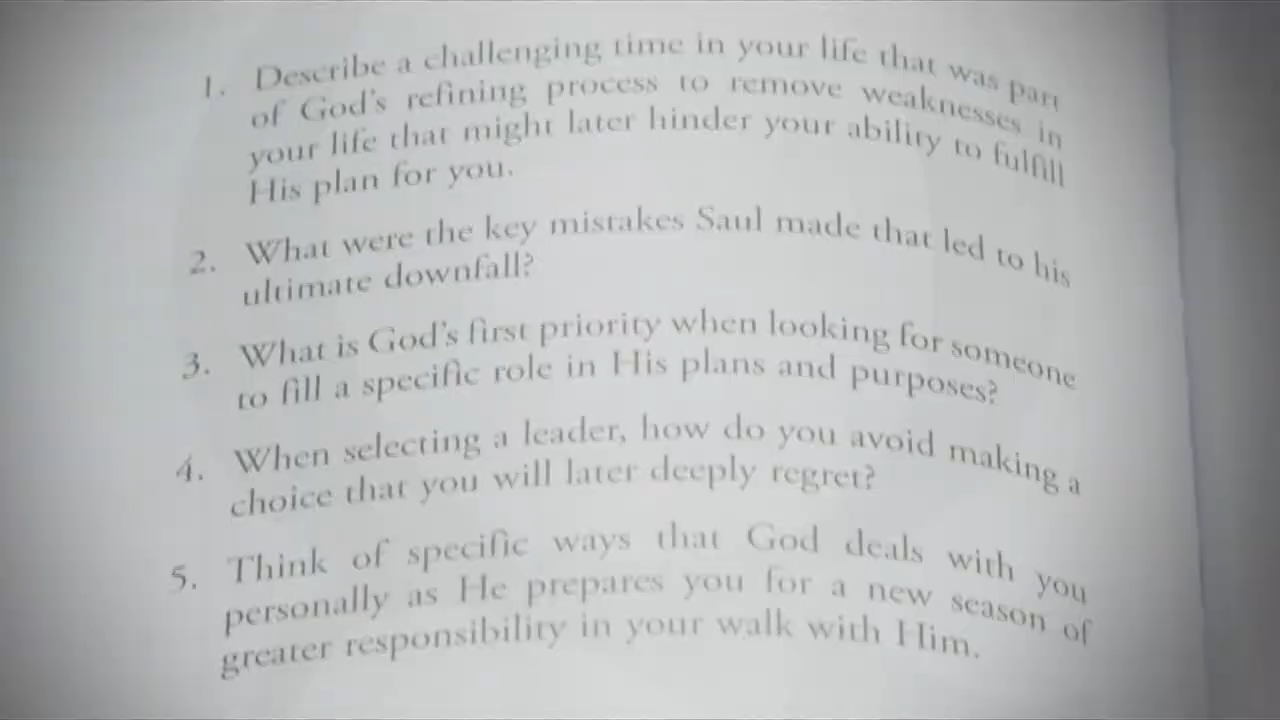 1. Describe a challenging time in your life that was part
of God's refining process to remove weaknesses in
your life that might later hinder your ability to fulfill
His plan for you.
2. What were the key mistakes Saul made that led to his
ultimate downfall?
3. What is God's first priority when looking for someone
to fill a specific role in His plans and purposes?
4. When selecting a leader, how do you avoid making a
choice that you will later deeply regret?
5. Think of specific ways that God deals with you
personally as He prepares you for a new season of
greater responsibility in your walk with Him.